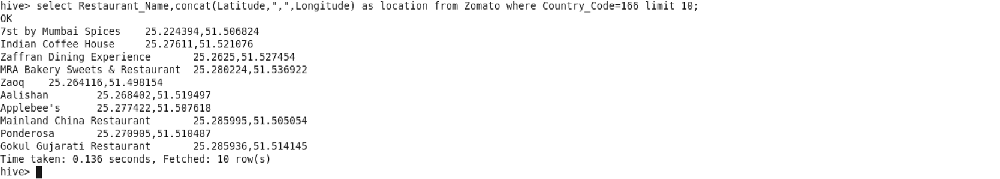 hive> select Restaurant_Name,concat(Latitude,",",Longitude) as location from Zomato where Country_Code=166 limit 10;
OK
7st by Mumbai Spices    25.224394,51.506824
Indian Coffee House     25.27611,51.521076
Zaffran Dining Experience       25.2625,51.527454
MRA Bakery Sweets & Restaurant  25.280224,51.536922
Zaoq    25.264116,51.498154
Aalishan        25.268402,51.519497
Applebee's      25.277422,51.507618
Mainland China Restaurant       25.285995,51.505054
Ponderosa       25.270905,51.510487
Gokul Gujarati Restaurant       25.285936,51.514145
Time taken: 0.136 seconds, Fetched: 10 row(s)
hive>